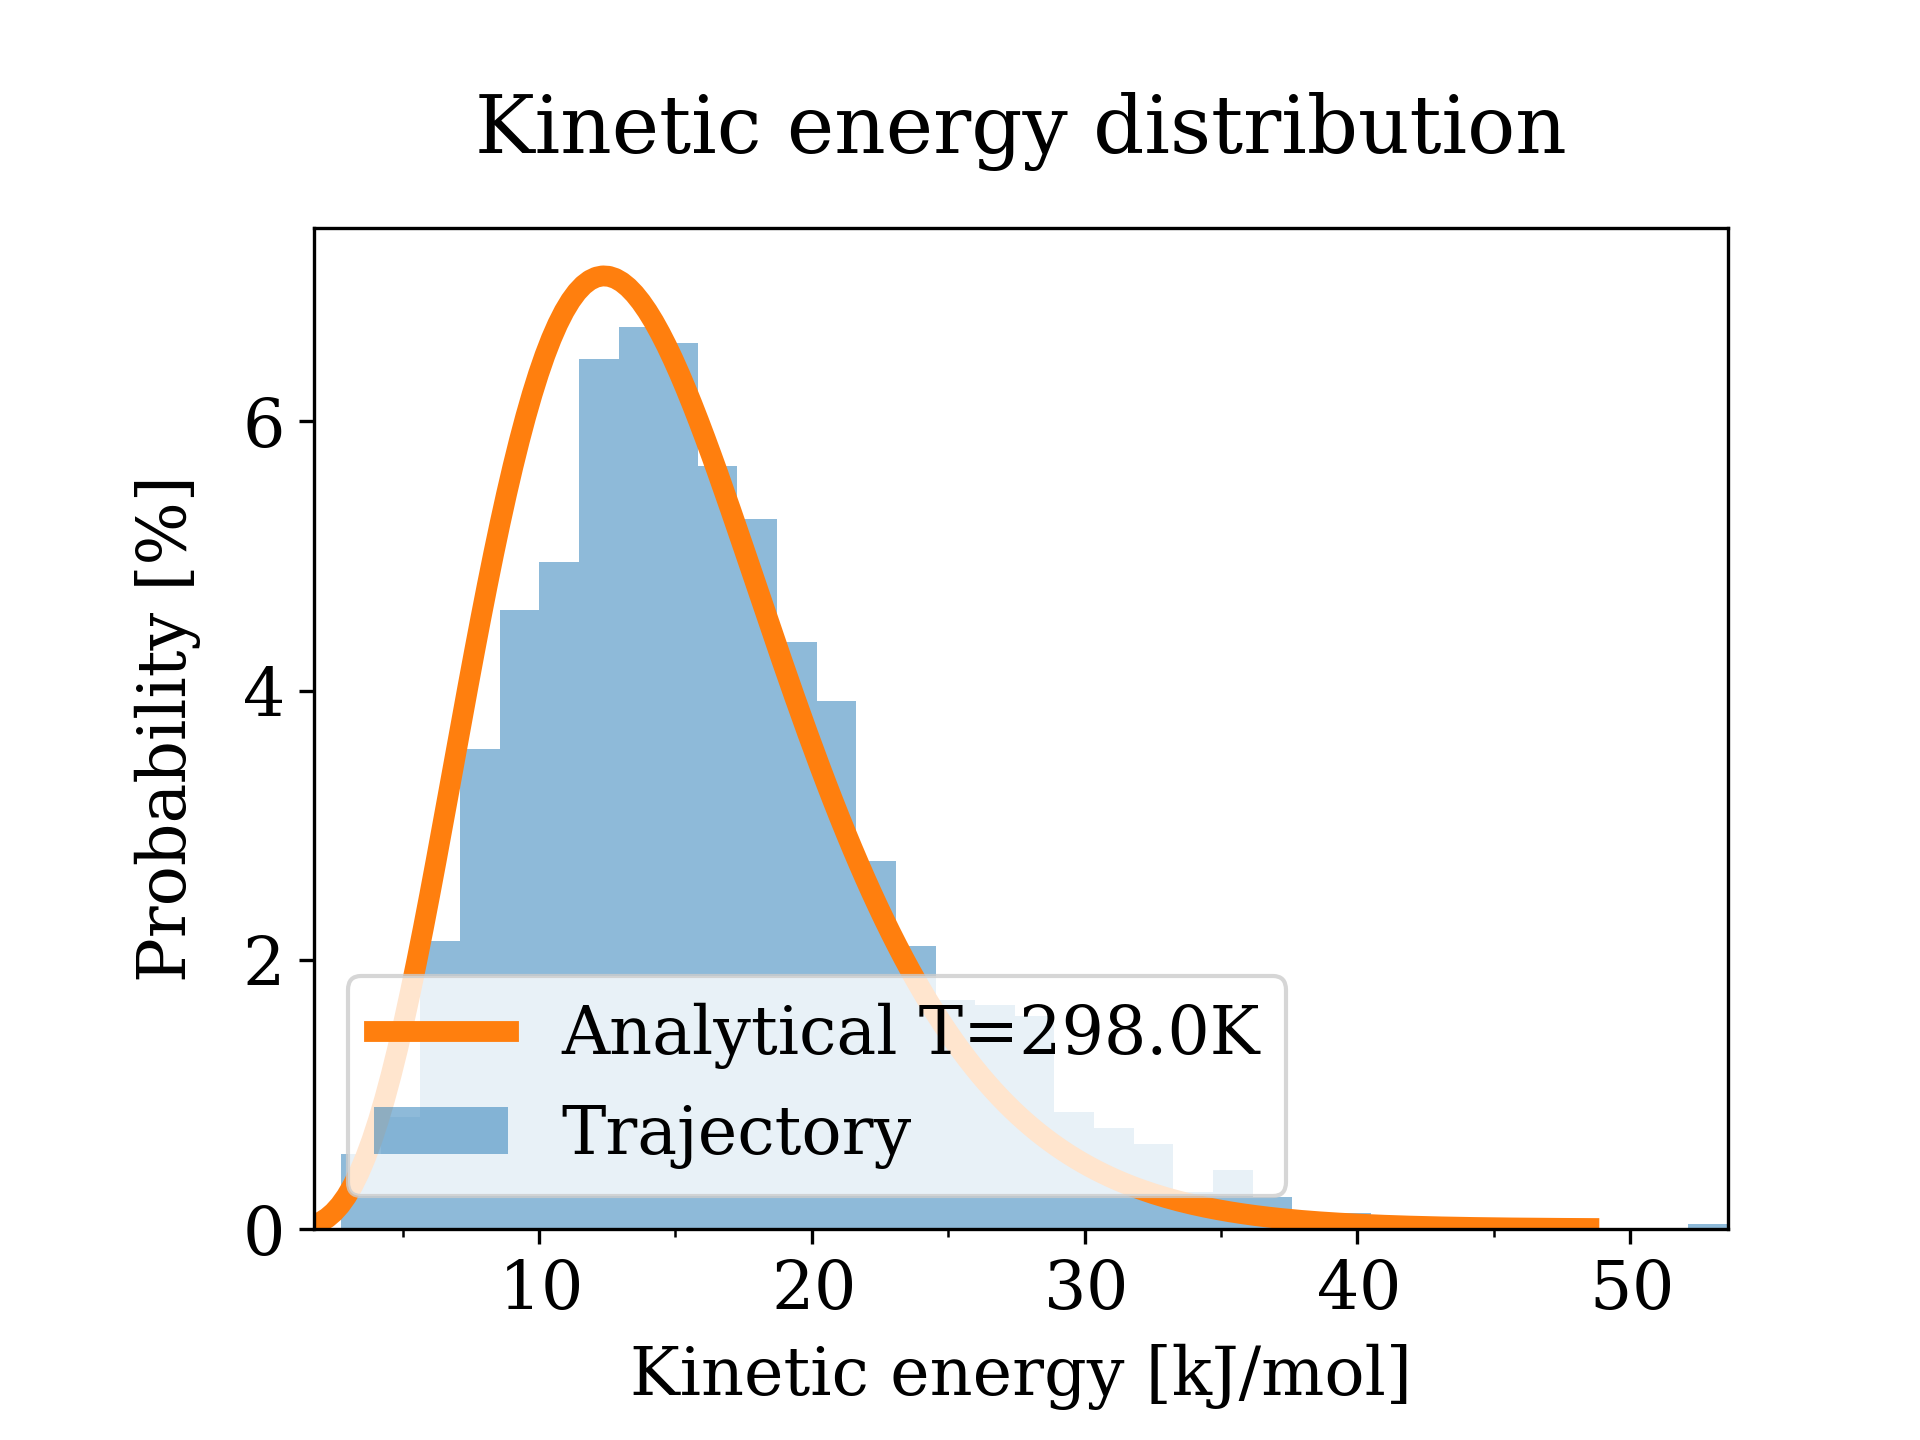 Kinetic energy distribution
Probability [%]
6
4
2
0
Analytical T=298.0K
Trajectory
10 20 30 40 50
Kinetic energy [kJ/mol]